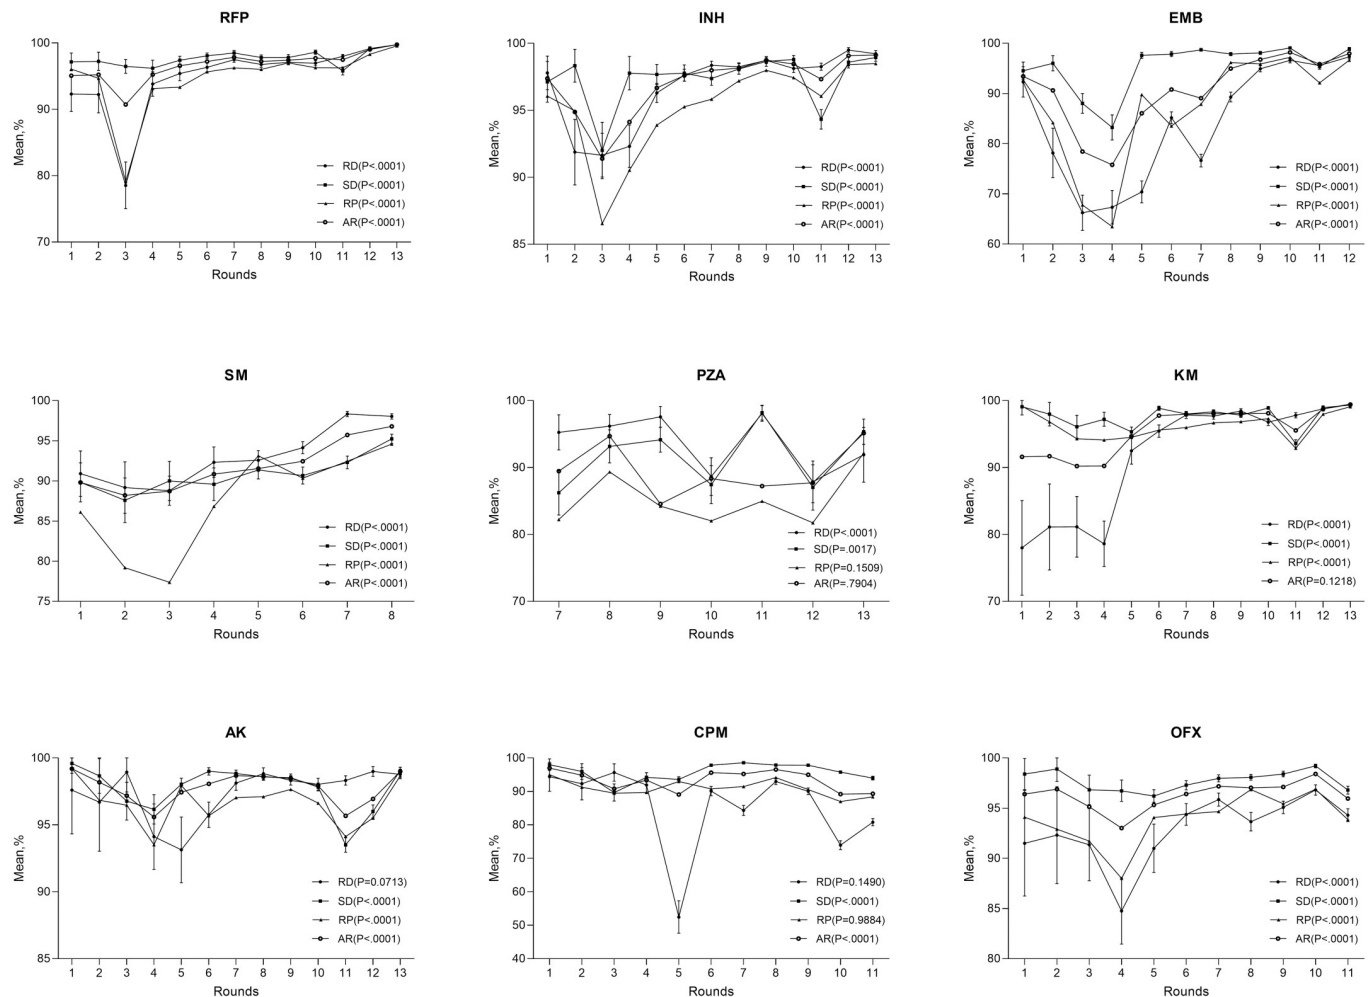 RFP
100
90
80
70
Mean,%
1 2 3 4 5 6 7 8 9 10 11 12 13
Rounds
RD(P<.0001)
SD(P<.0001)
RP(P<.0001)
AR(P<.0001)
INH
100
95
90
85
Mean,%
1 2 3 4 5 6 7 8 9 10 11 12 13
Rounds
RD(P<.0001)
SD(P<.0001)
RP(P<.0001)
AR(P<.0001)
EMB
100
90
80
70
60
Mean,%
1 2 3 4 5 6 7 8 9 10 11 12
Rounds
RD(P<.0001)
SD(P<.0001)
RP(P<.0001)
AR(P<.0001)
SM
100
95
90
85
80
75
Mean,%
1 2 3 4 5 6 7 8
Rounds
RD(P<.0001)
SD(P<.0001)
RP(P<.0001)
AR(P<.0001)
PZA
100
90
80
70
Mean,%
7 8 9 10 11 12 13
Rounds
RD(P<.0001)
SD(P=.0017)
RP(P=0.1509)
AR(P=.7904)
KM
100
90
80
70
Mean,%
1 2 3 4 5 6 7 8 9 10 11 12 13
Rounds
RD(P<.0001)
SD(P<.0001)
RP(P<.0001)
AR(P=0.1218)
AK
100
95
90
85
Mean,%
1 2 3 4 5 6 7 8 9 10 11 12 13
Rounds
RD(P=0.0713)
SD(P<.0001)
RP(P<.0001)
AR(P<.0001)
CPM
100
90
80
70
60
50
40
Mean,%
1 2 3 4 5 6 7 8 9 10 11
Rounds
RD(P=0.1490)
SD(P<.0001)
RP(P=0.9884)
AR(P<.0001)
OFX
100
95
90
85
80
Mean,%
1 2 3 4 5 6 7 8 9 10 11
Rounds
RD(P<.0001)
SD(P<.0001)
RP(P<.0001)
AR(P<.0001)